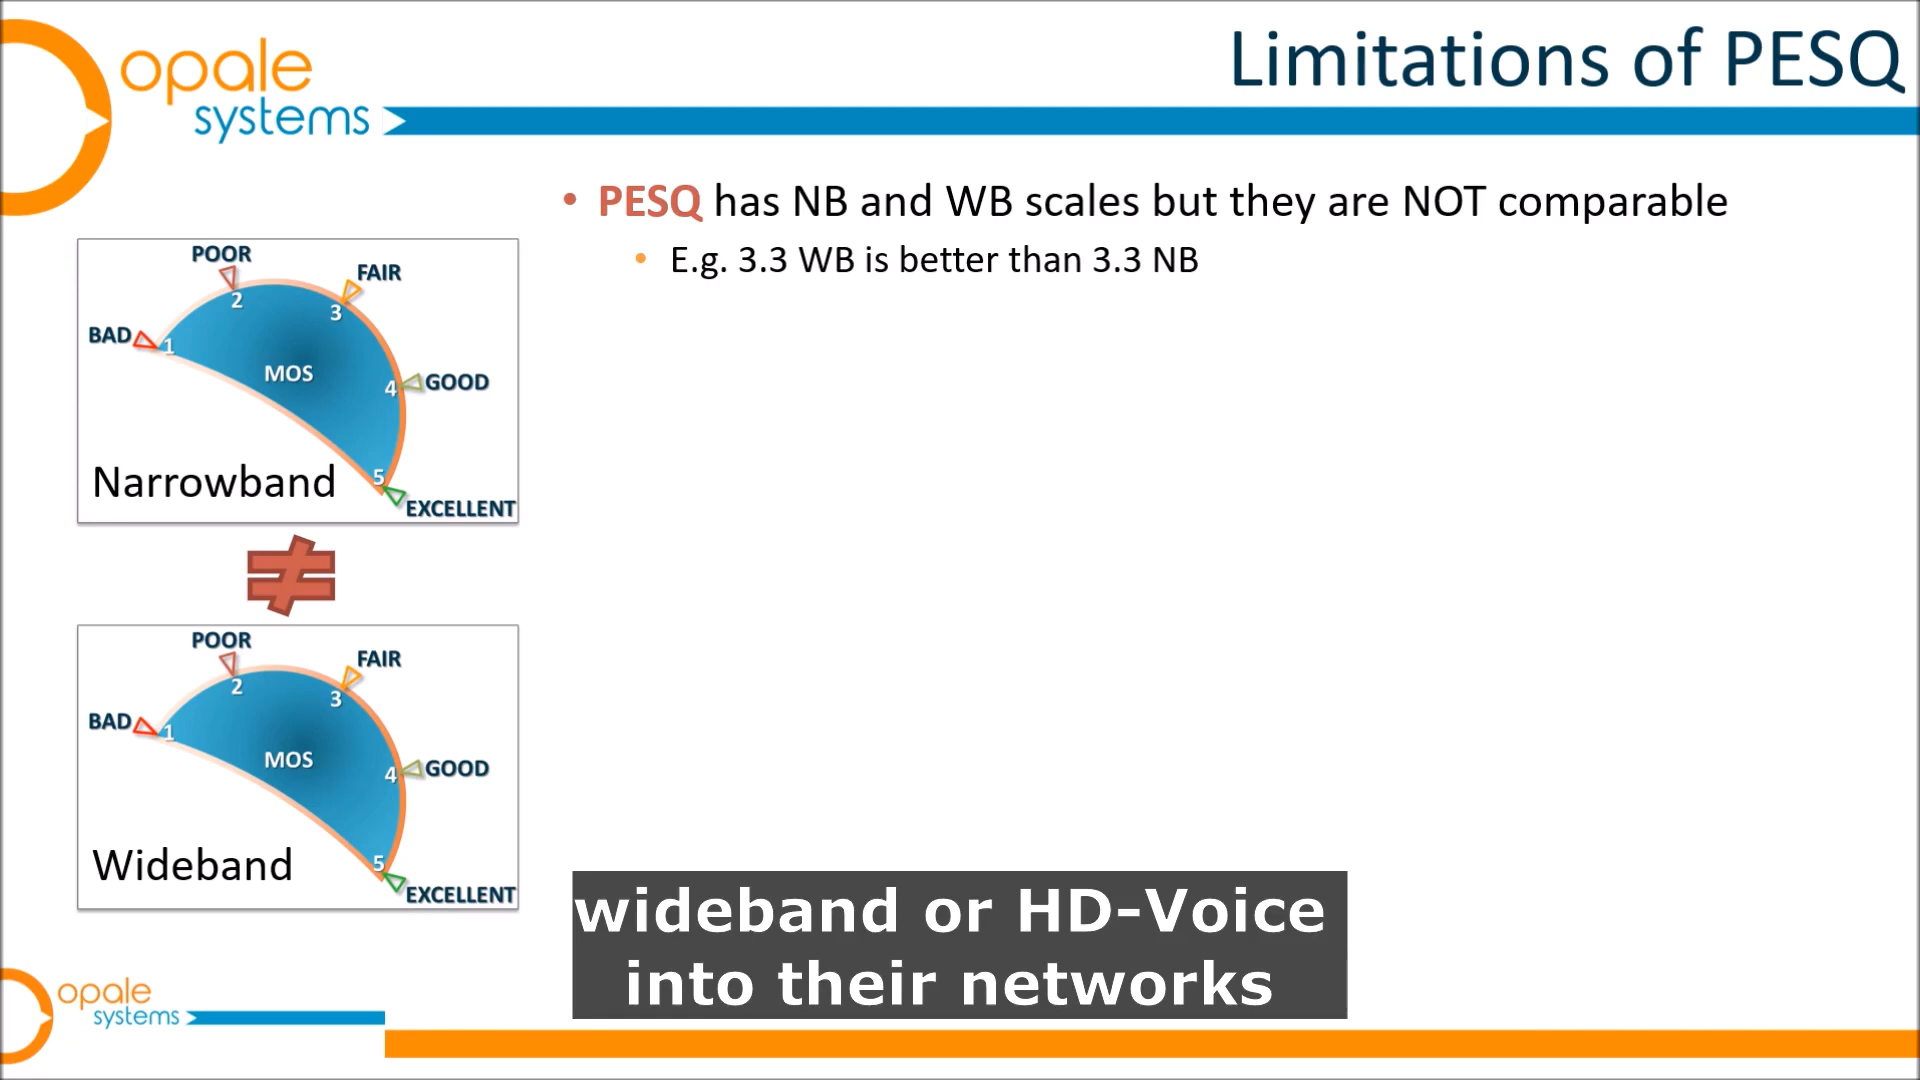 opale
systems
Limitations of PESQ
• PESQ has NB and WB scales but they are NOT comparable
• E.g. 3.3 WB is better than 3.3 NB
POOR
FAIR
2
3
BAD
1
MOS
4
GOOD
Narrowband
5
EXCELLENT
≠
POOR
FAIR
2
3
BAD
1
MOS
4
GOOD
Wideband
5
EXCELLENT
wideband or HD-Voice
into their networks
opale
systems